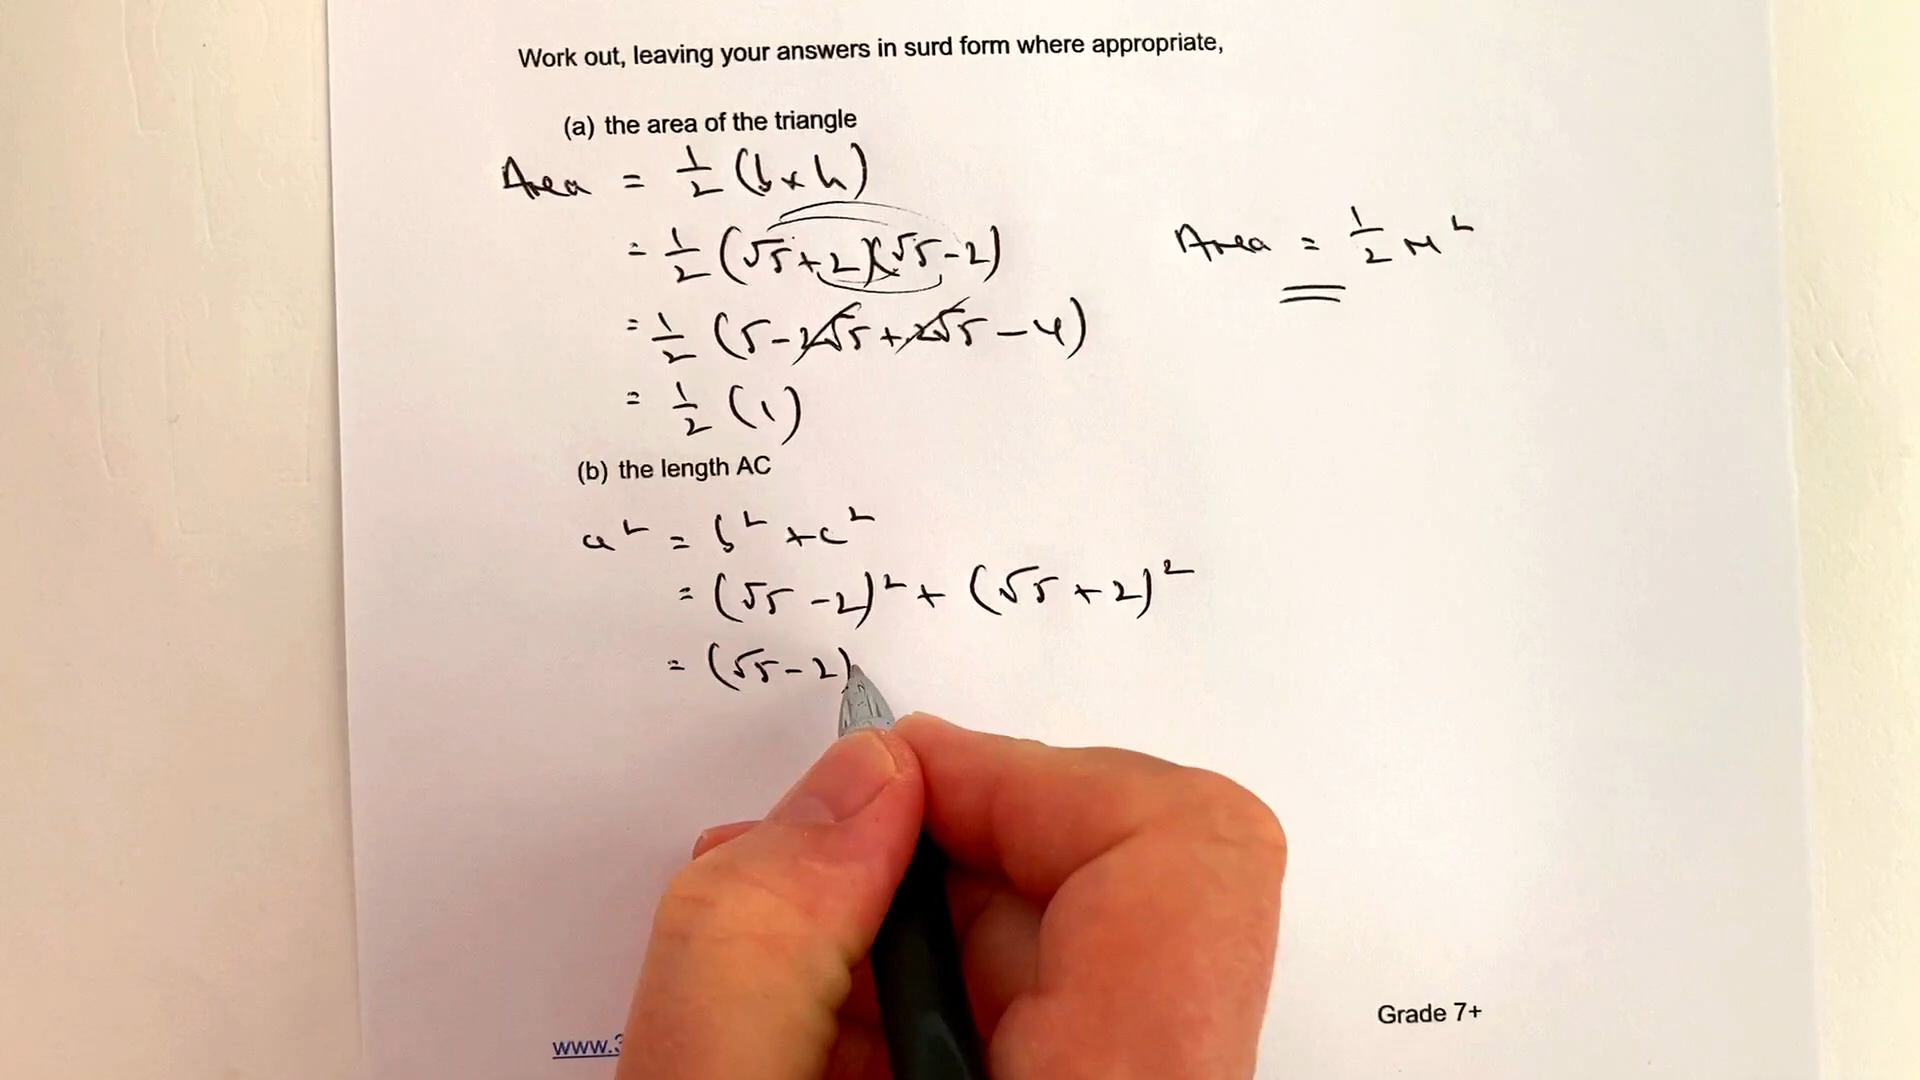 Work out, leaving your answers in surd form where appropriate,
(a) the area of the triangle
Area = 1/2 (b × h)
= 1/2 (√5 + 2)(√5 - 2)
Area = 1/2 m²
= 1/2 (5 - 2√5 + 2√5 - 4)
= 1/2 (1)
(b) the length AC
a² = b² + c²
= (√5 - 2)² + (√5 + 2)²
= (√5 - 2)
Grade 7+
www.